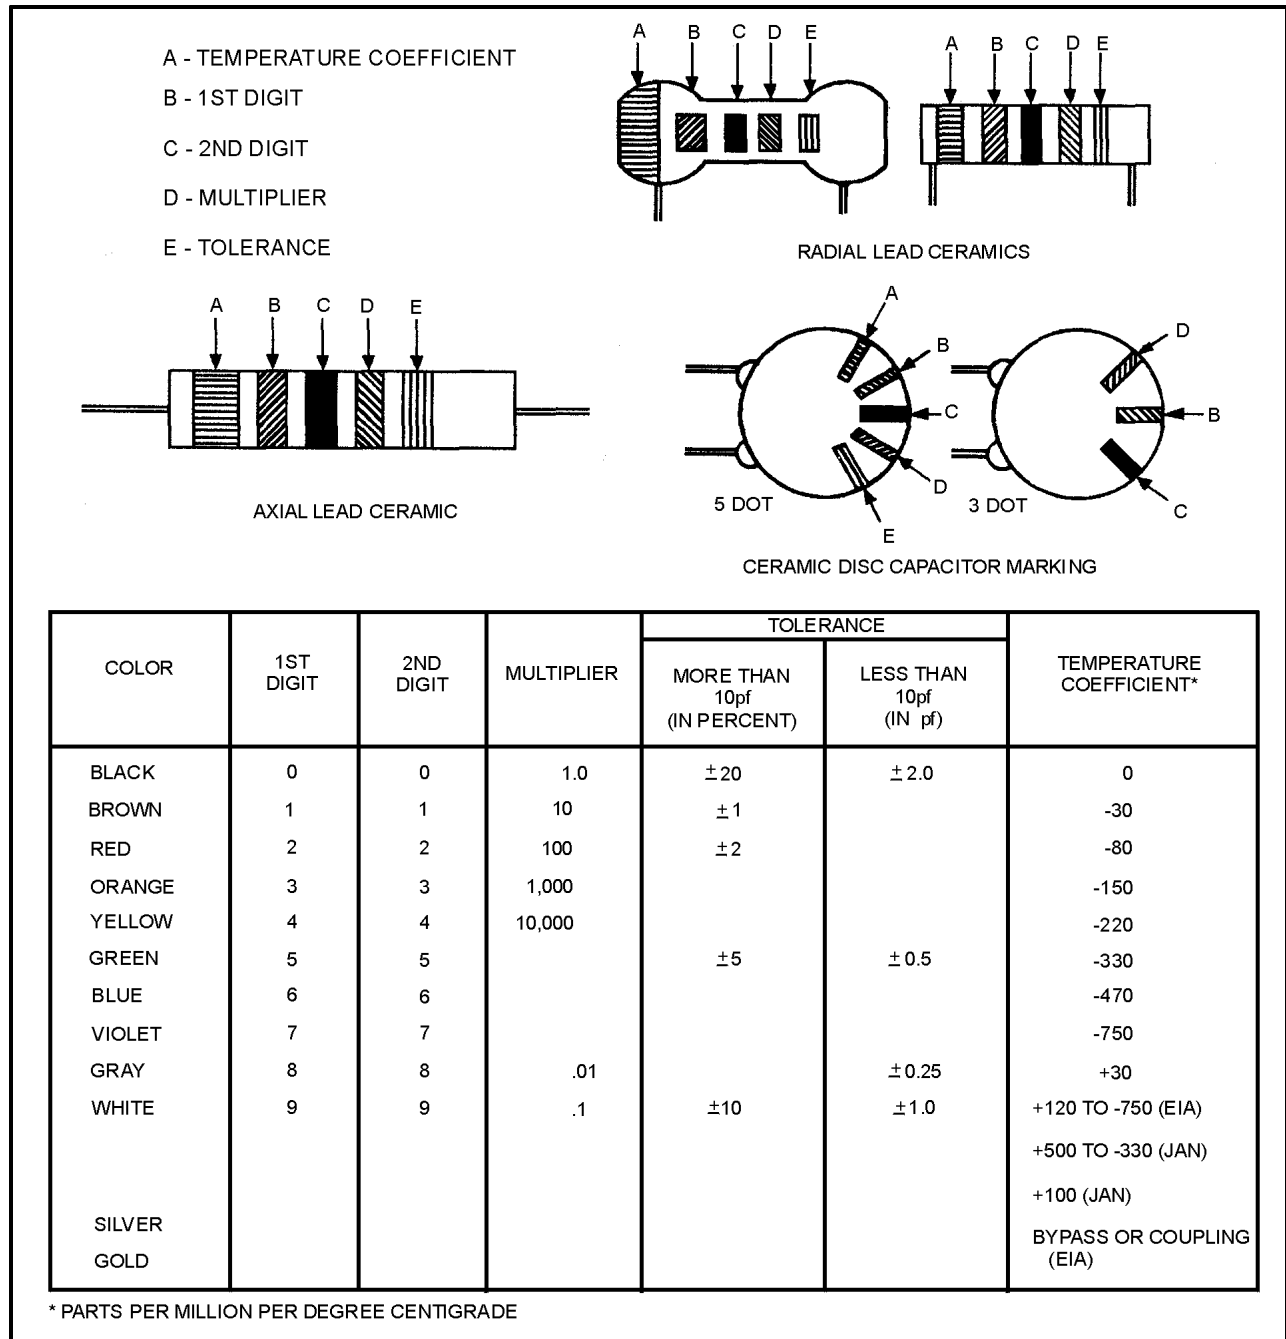 A - TEMPERATURE COEFFICIENT
B - 1ST DIGIT
C - 2ND DIGIT
D - MULTIPLIER
E - TOLERANCE
A B C D E
A B C D E
RADIAL LEAD CERAMICS
A B C D E
AXIAL LEAD CERAMIC
A
B
C
D
E
5 DOT
D
B
C
3 DOT
CERAMIC DISC CAPACITOR MARKING
COLOR 1ST DIGIT 2ND DIGIT MULTIPLIER TOLERANCE TEMPERATURE COEFFICIENT*
MORE THAN 10pf (IN PERCENT) LESS THAN 10pf (IN pf)
BLACK 0 0 1.0 ±20 ±2.0 0
BROWN 1 1 10 ±1 -30
RED 2 2 100 ±2 -80
ORANGE 3 3 1,000 -150
YELLOW 4 4 10,000 -220
GREEN 5 5 ±5 ±0.5 -330
BLUE 6 6 -470
VIOLET 7 7 -750
GRAY 8 8 .01 ±0.25 +30
WHITE 9 9 .1 ±10 ±1.0 +120 TO -750 (EIA)
+500 TO -330 (JAN)
+100 (JAN)
SILVER
BYPASS OR COUPLING (EIA)
GOLD
* PARTS PER MILLION PER DEGREE CENTIGRADE